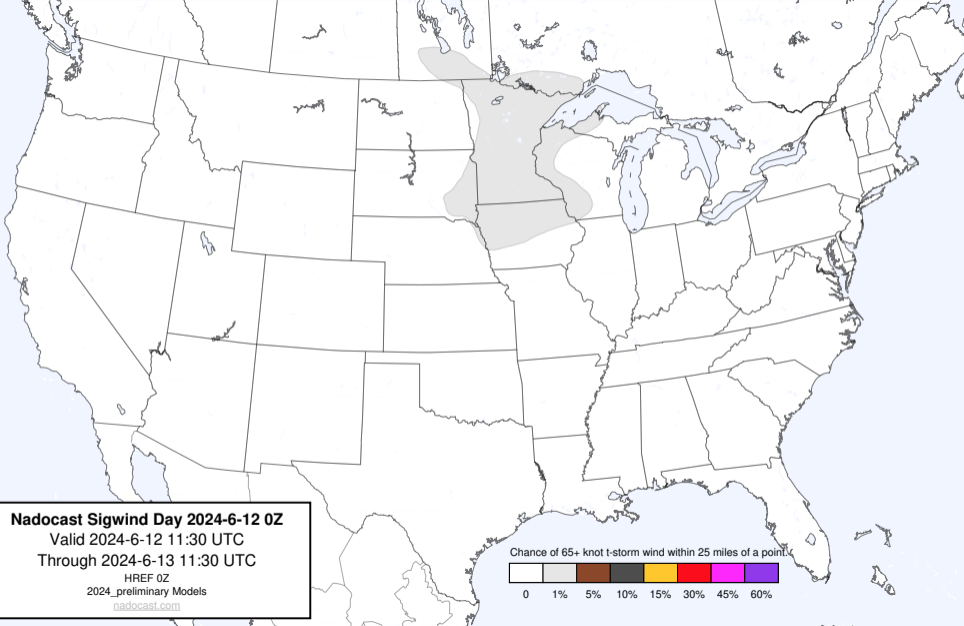 Nadocast Sigwind Day 2024-6-12 0Z
Valid 2024-6-12 11:30 UTC
Through 2024-6-13 11:30 UTC
HREF 0Z
2024_preliminary Models
nadocast.com
Chance of 65+ knot t-storm wind within 25 miles of a point.
0 1% 5% 10% 15% 30% 45% 60%